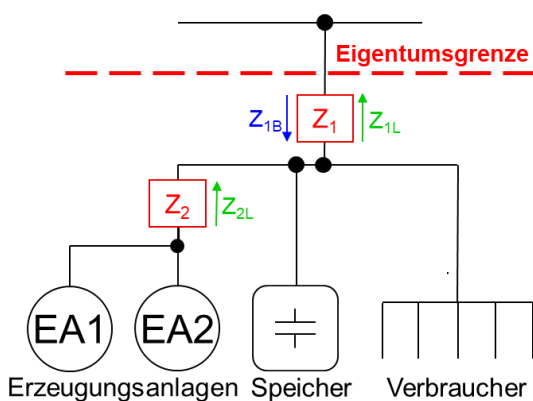 Eigentumsgrenze
Z1B Z1 Z1L
Z2 Z2L
EA1 EA2
Erzeugungsanlagen Speicher Verbraucher